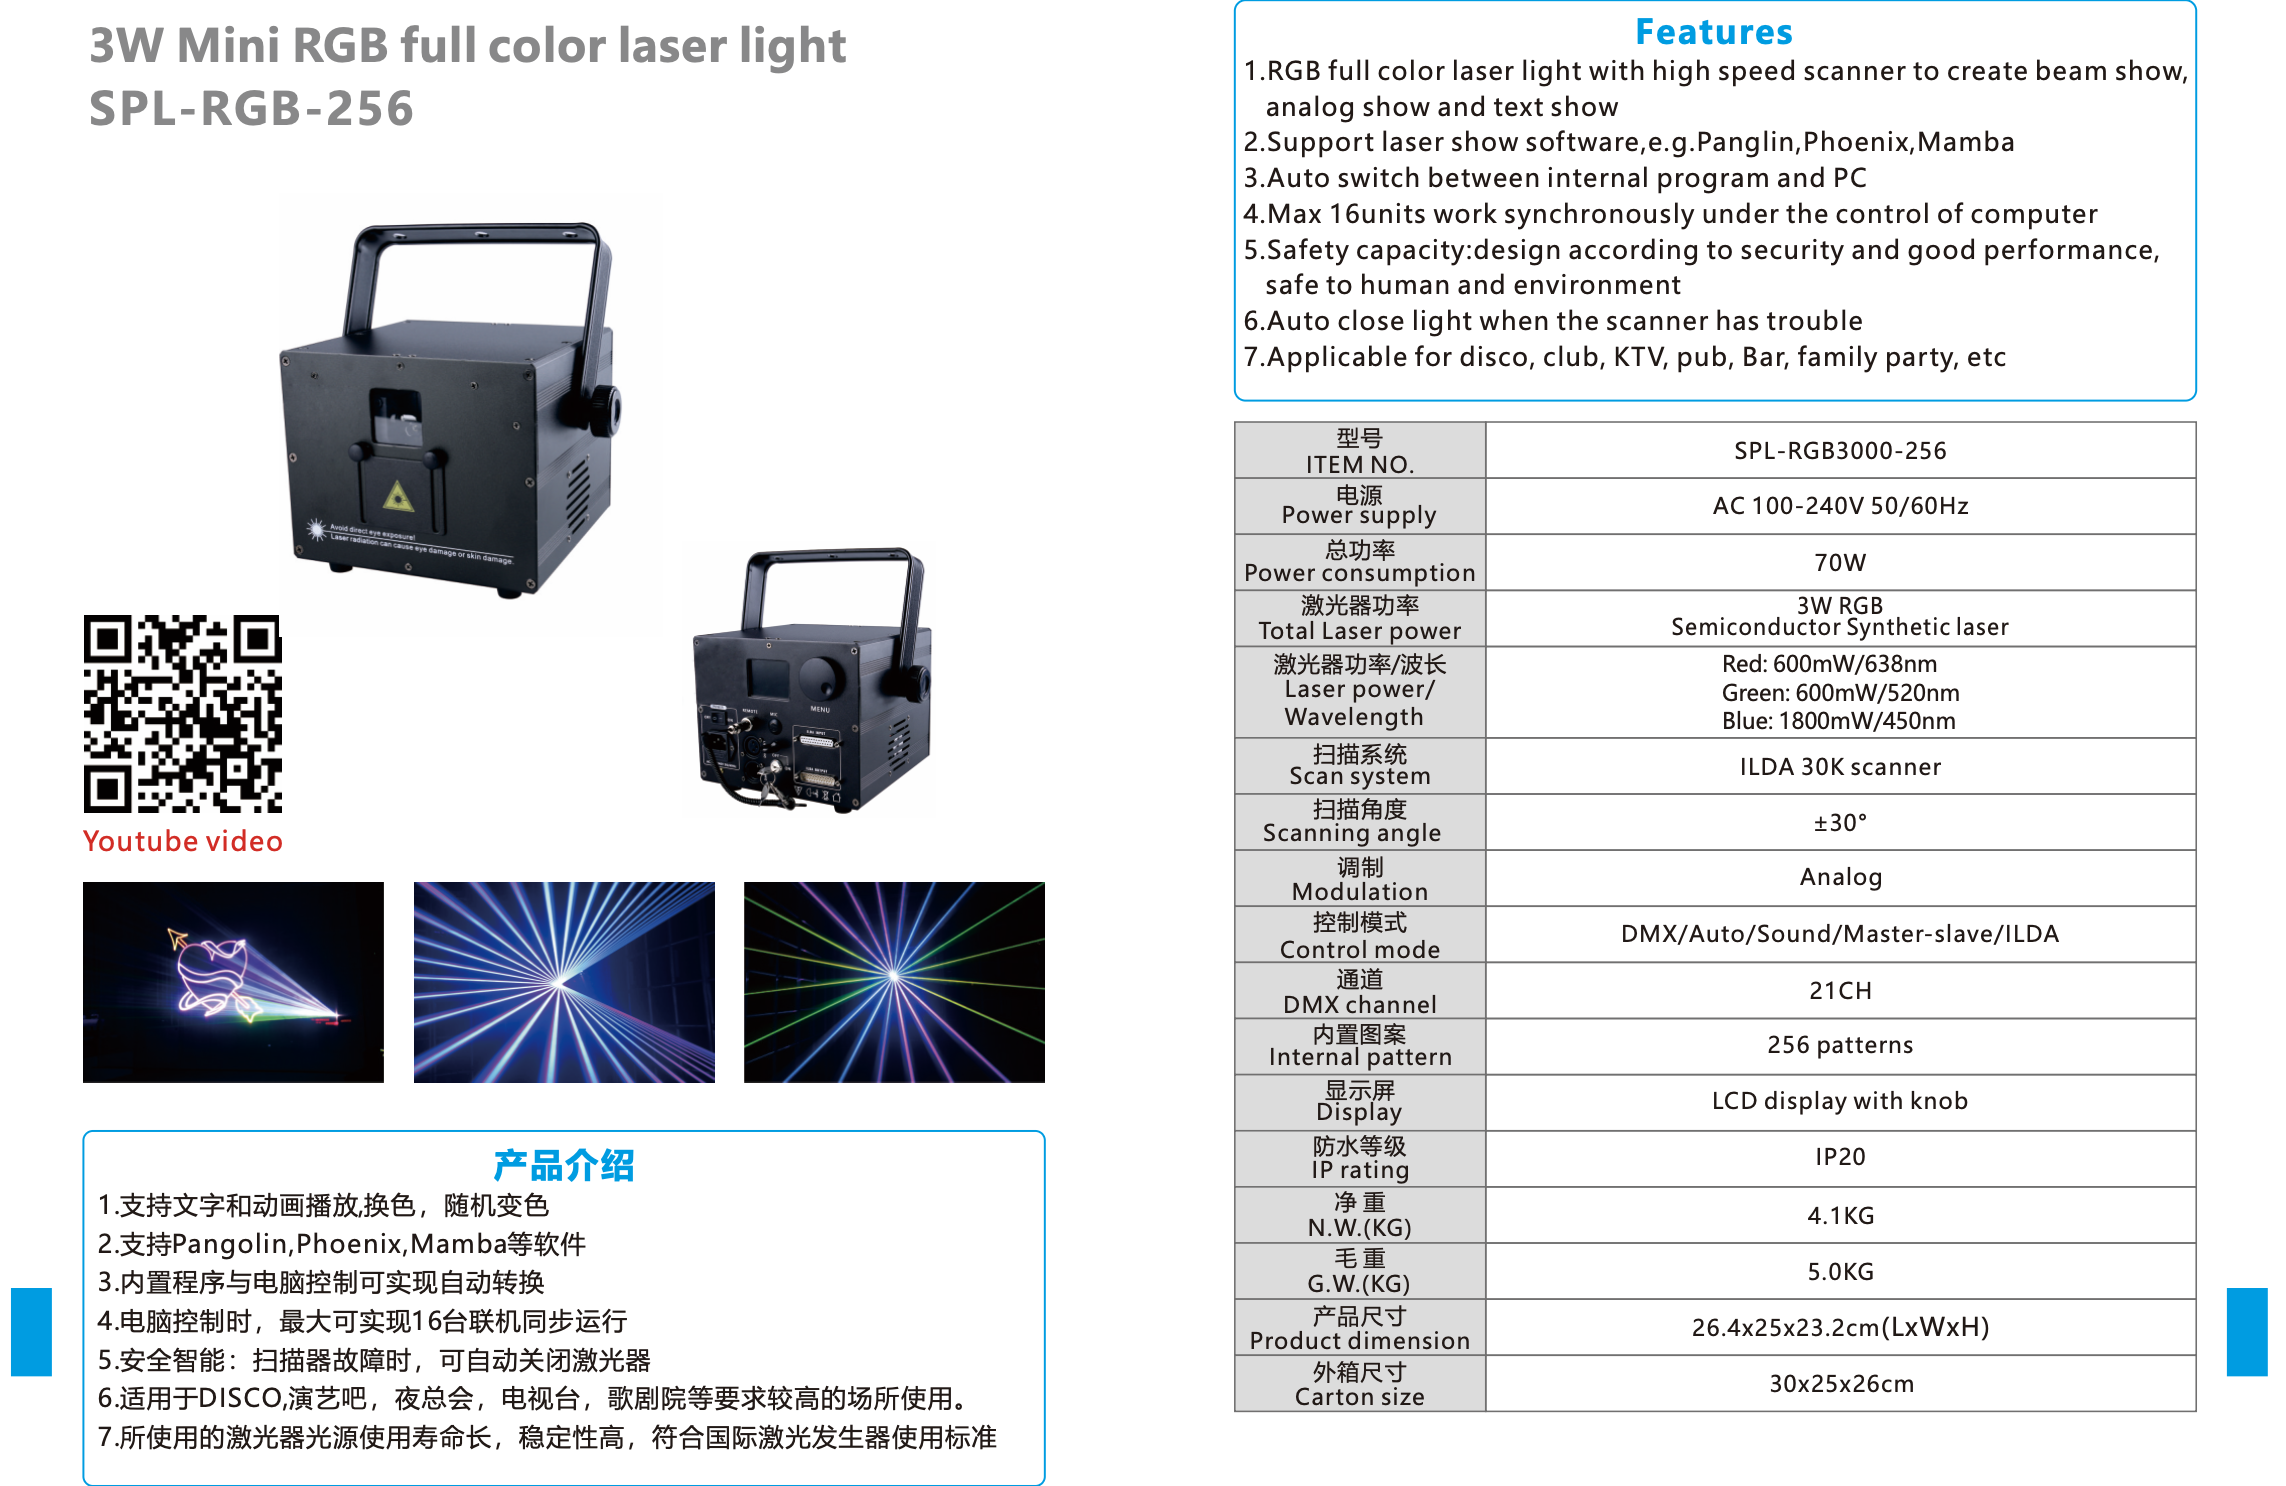 3W Mini RGB full color laser light
SPL-RGB-256
Avoid direct eye exposure!
Laser radiation can cause eye damage or skin damage.
MENU
REMOTE
MIC
Youtube video
产品介绍
1.支持文字和动画播放,换色，随机变色
2.支持Pangolin,Phoenix,Mamba等软件
3.内置程序与电脑控制可实现自动转换
4.电脑控制时，最大可实现16台联机同步运行
5.安全智能：扫描器故障时，可自动关闭激光器
6.适用于DISCO,演艺吧，夜总会，电视台，歌剧院等要求较高的场所使用。
7.所使用的激光器光源使用寿命长，稳定性高，符合国际激光发生器使用标准
Features
1.RGB full color laser light with high speed scanner to create beam show,
analog show and text show
2.Support laser show software,e.g.Panglin,Phoenix,Mamba
3.Auto switch between internal program and PC
4.Max 16units work synchronously under the control of computer
5.Safety capacity:design according to security and good performance,
safe to human and environment
6.Auto close light when the scanner has trouble
7.Applicable for disco, club, KTV, pub, Bar, family party, etc
型号
ITEM NO.
SPL-RGB3000-256
电源
Power supply
AC 100-240V 50/60Hz
总功率
Power consumption
70W
激光器功率
Total Laser power
3W RGB
Semiconductor Synthetic laser
激光器功率/波长
Laser power/
Wavelength
Red: 600mW/638nm
Green: 600mW/520nm
Blue: 1800mW/450nm
扫描系统
Scan system
ILDA 30K scanner
扫描角度
Scanning angle
±30°
调制
Modulation
Analog
控制模式
Control mode
DMX/Auto/Sound/Master-slave/ILDA
通道
DMX channel
21CH
内置图案
Internal pattern
256 patterns
显示屏
Display
LCD display with knob
防水等级
IP rating
IP20
净 重
N.W.(KG)
4.1KG
毛 重
G.W.(KG)
5.0KG
产品尺寸
Product dimension
26.4x25x23.2cm(LxWxH)
外箱尺寸
Carton size
30x25x26cm